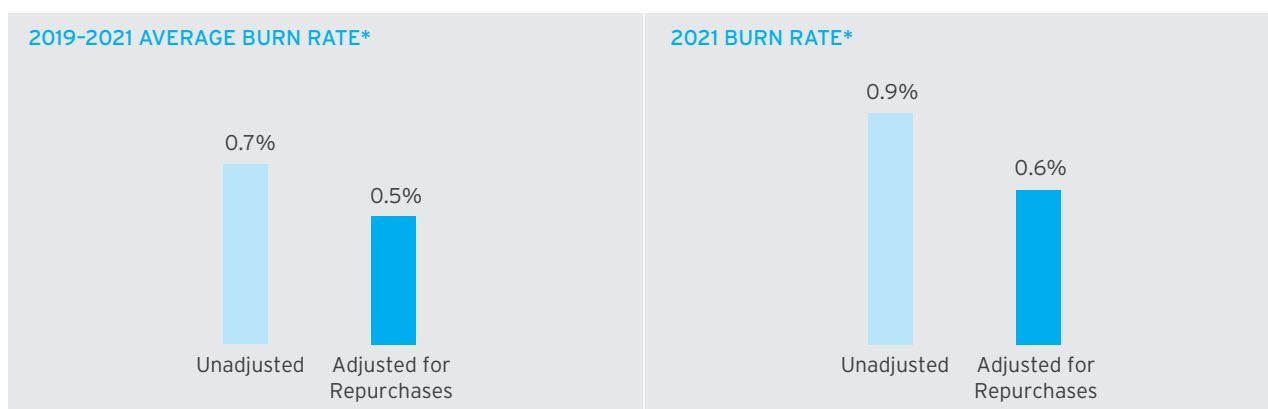 2019–2021 AVERAGE BURN RATE*
0.7%
0.5%
Unadjusted
Adjusted for
Repurchases
2021 BURN RATE*
0.9%
0.6%
Unadjusted
Adjusted for
Repurchases